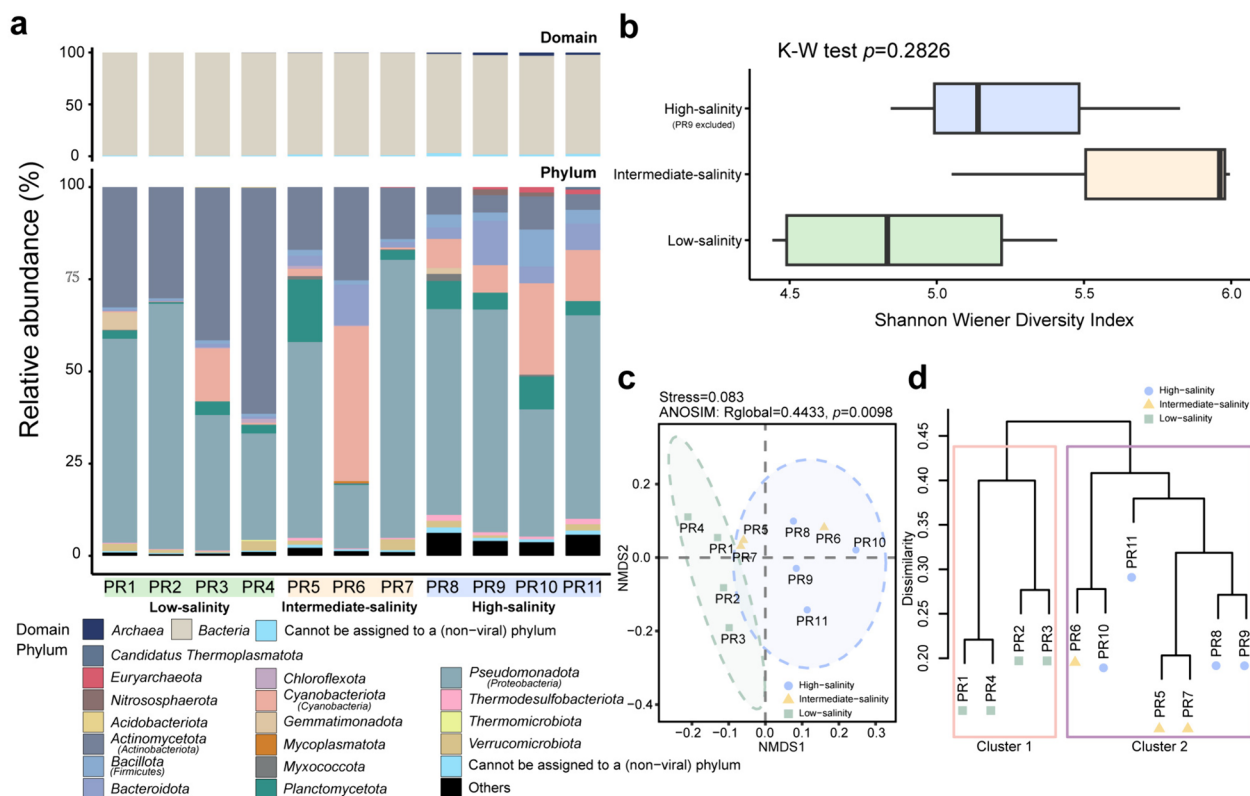 a
Domain
100
50
0
Phylum
100
75
50
25
0
Relative abundance (%)
PR1 PR2 PR3 PR4 PR5 PR6 PR7 PR8 PR9 PR10 PR11
Low-salinity Intermediate-salinity High-salinity
Domain Archaea Bacteria Cannot be assigned to a (non-viral) phylum
Phylum
Candidatus Thermoplasmatota
Euryarchaeota
Nitrososphaerota
Acidobacteriota
Actinomycetota
(Actinobacteriota)
Bacillota
(Firmicutes)
Bacteroidota
Chloroflexota
Cyanobacteriota
(Cyanobacteria)
Gemmatimonadota
Mycoplasmatota
Myxococcota
Planctomycetota
Pseudomonadota
(Proteobacteria)
Thermodesulfobacteriota
Thermomicrobiota
Verrucomicrobiota
Cannot be assigned to a (non-viral) phylum
Others
b
K-W test p=0.2826
High-salinity
(PR9 excluded)
Intermediate-salinity
Low-salinity
4.5 5.0 5.5 6.0
Shannon Wiener Diversity Index
c
Stress=0.083
ANOSIM: Rglobal=0.4433, p=0.0098
NMDS2
0.2
0.0
−0.2
−0.4
PR4
PR1
PR5
PR7
PR8
PR6
PR10
PR9
PR2
PR11
PR3
High-salinity
Intermediate-salinity
Low-salinity
−0.2 −0.1 0.0 0.1 0.2 0.3
NMDS1
d
High-salinity
Intermediate-salinity
Low-salinity
Dissimilarity
0.45
0.40
0.35
0.30
0.25
0.20
PR1
PR4
PR2
PR3
PR6
PR10
PR11
PR5
PR7
PR8
PR9
Cluster 1 Cluster 2